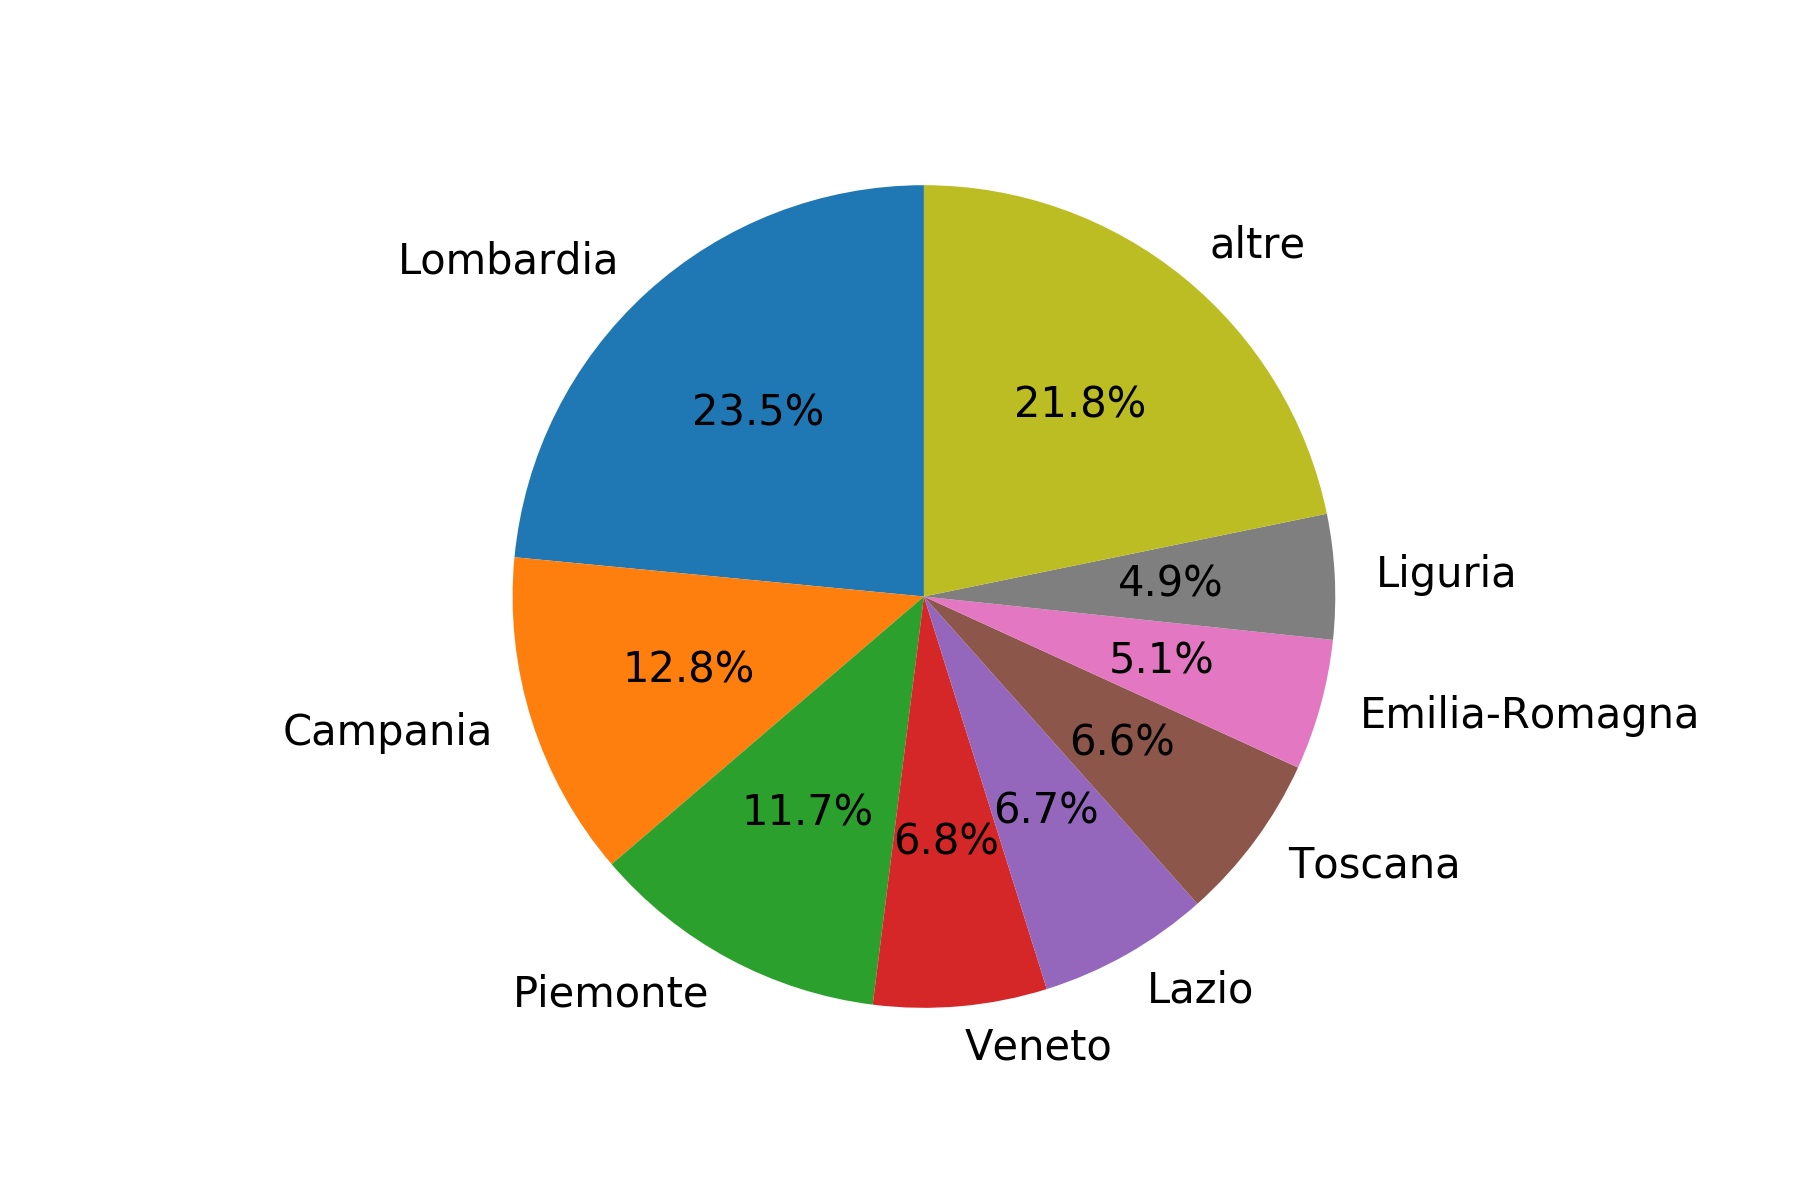 Lombardia
23.5%
Campania
12.8%
Piemonte
11.7%
Veneto
6.8%
Lazio
6.7%
Toscana
6.6%
Emilia-Romagna
5.1%
Liguria
4.9%
altre
21.8%